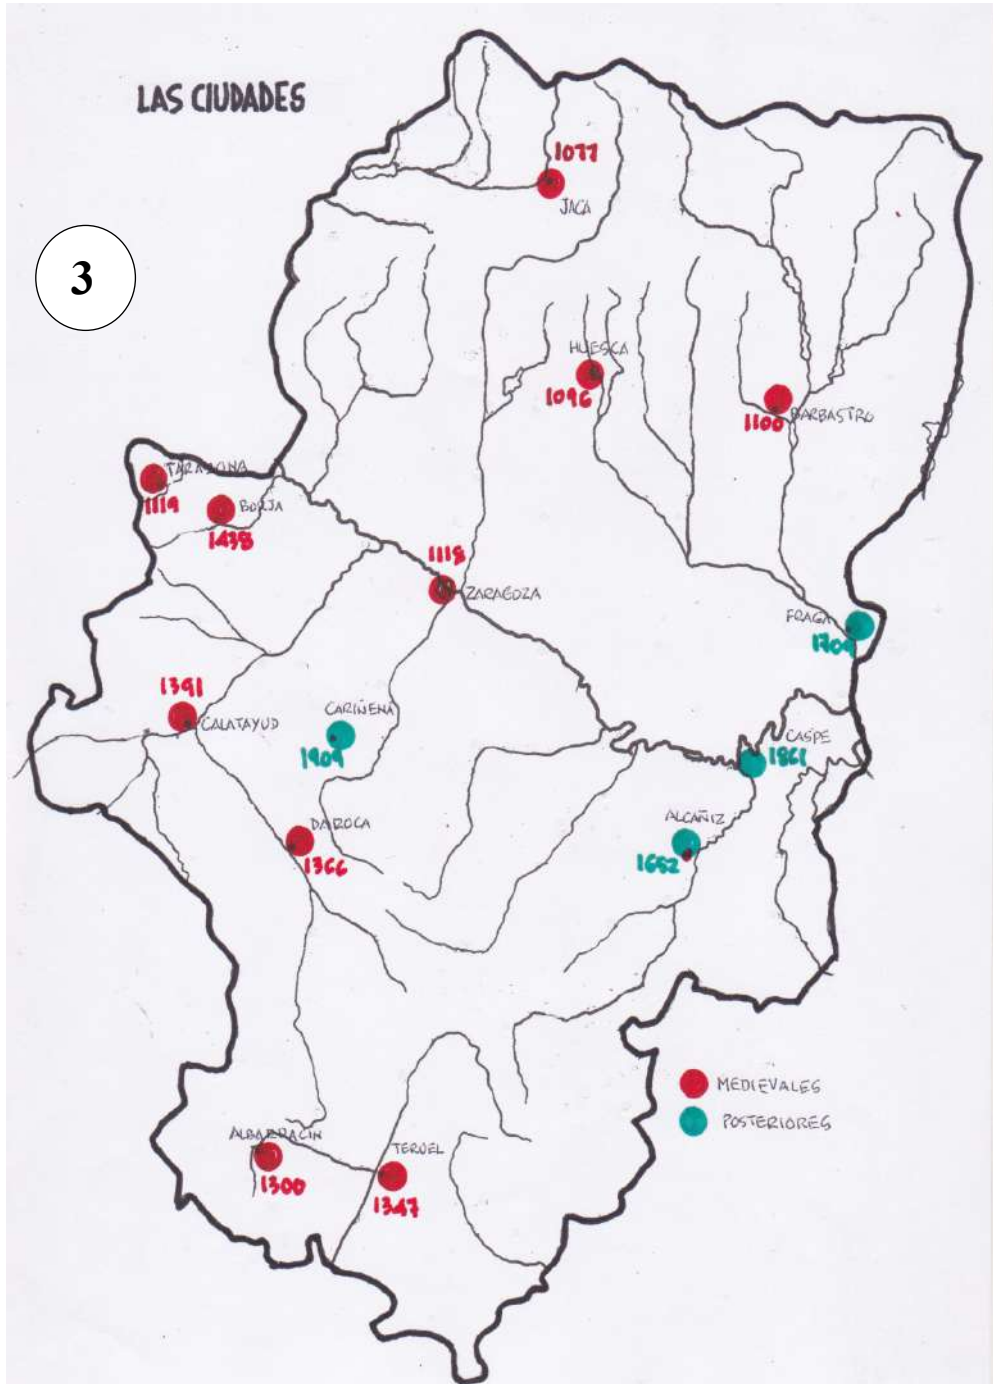 LAS CIUDADES
3
1077
JACA
HUESCA
1096
1100
BARBASTRO
TARAZONA
1119
BORJA
1438
1118
ZARAGOZA
FRAGA
1709
1391
CALATAYUD
CARIÑENA
1909
CASPE
1861
DAROCA
1366
ALCAÑIZ
1652
MEDIEVALES
POSTERIORES
ALBARRACIN
1300
TERUEL
1347